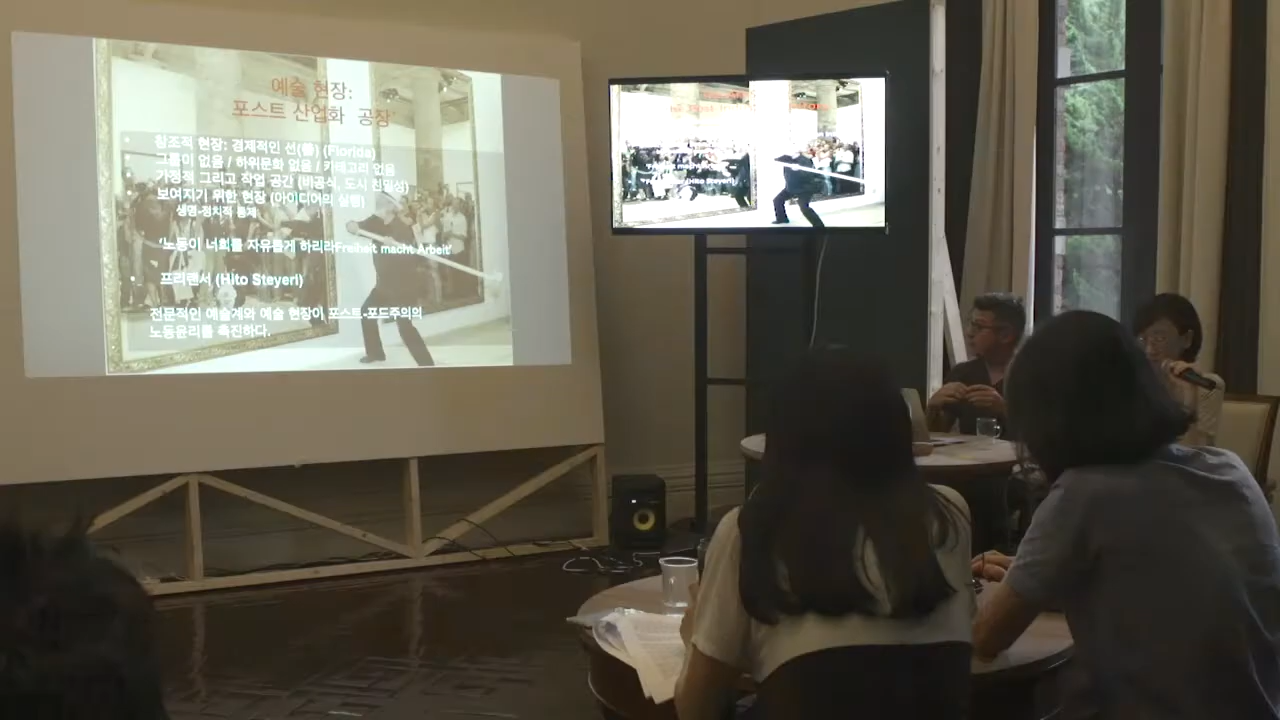 예술 현장:
포스트 산업화 공장
창조적 현장: 경제적인 선(善) (Florida)
그룹이 없음 / 하위문화 없음 / 카테고리 없음
가정적 그리고 작업 공간 (비공식, 도시 친밀성)
보여지기 위한 현장 (아이디어의 실행)
생명-정치적 통제
'노동이 너희를 자유롭게 하리라Freiheit macht Arbeit'
프리랜서 (Hito Steyerl)
전문적인 예술계와 예술 현장이 포스트-포드주의의
노동윤리를 촉진하다.
(Hito Steyerl)